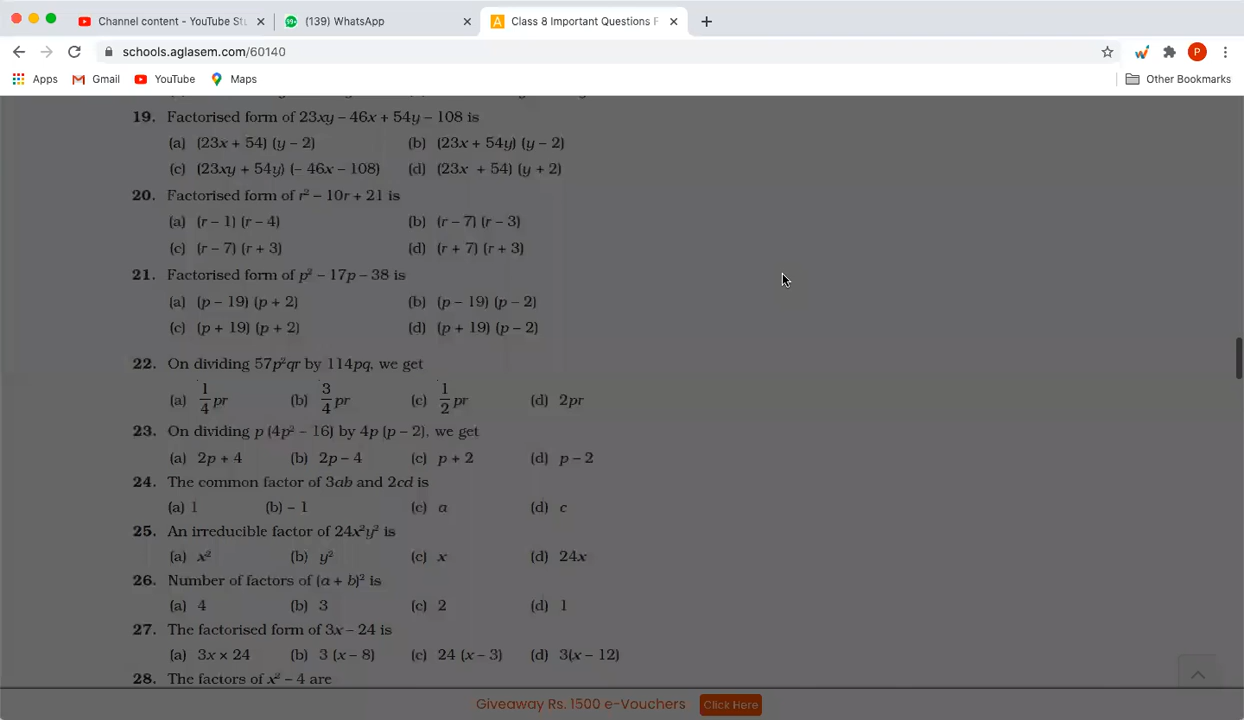 Channel content - YouTube Stu
99+ (139) WhatsApp
A Class 8 Important Questions F
schools.aglasem.com/60140
P
Apps Gmail YouTube Maps Other Bookmarks
19. Factorised form of 23xy – 46x + 54y – 108 is
(a) (23x + 54) (y – 2) (b) (23x + 54y) (y – 2)
(c) (23xy + 54y) (– 46x – 108) (d) (23x + 54) (y + 2)
20. Factorised form of r² – 10r + 21 is
(a) (r – 1) (r – 4) (b) (r – 7) (r – 3)
(c) (r – 7) (r + 3) (d) (r + 7) (r + 3)
21. Factorised form of p² – 17p – 38 is
(a) (p – 19) (p + 2) (b) (p – 19) (p – 2)
(c) (p + 19) (p + 2) (d) (p + 19) (p – 2)
22. On dividing 57p²qr by 114pq, we get
(a) 1/4 pr (b) 3/4 pr (c) 1/2 pr (d) 2pr
23. On dividing p (4p² – 16) by 4p (p – 2), we get
(a) 2p + 4 (b) 2p – 4 (c) p + 2 (d) p – 2
24. The common factor of 3ab and 2cd is
(a) 1 (b) – 1 (c) a (d) c
25. An irreducible factor of 24x²y² is
(a) x² (b) y² (c) x (d) 24x
26. Number of factors of (a + b)² is
(a) 4 (b) 3 (c) 2 (d) 1
27. The factorised form of 3x – 24 is
(a) 3x × 24 (b) 3 (x – 8) (c) 24 (x – 3) (d) 3(x – 12)
28. The factors of x² – 4 are
Giveaway Rs. 1500 e-Vouchers Click Here